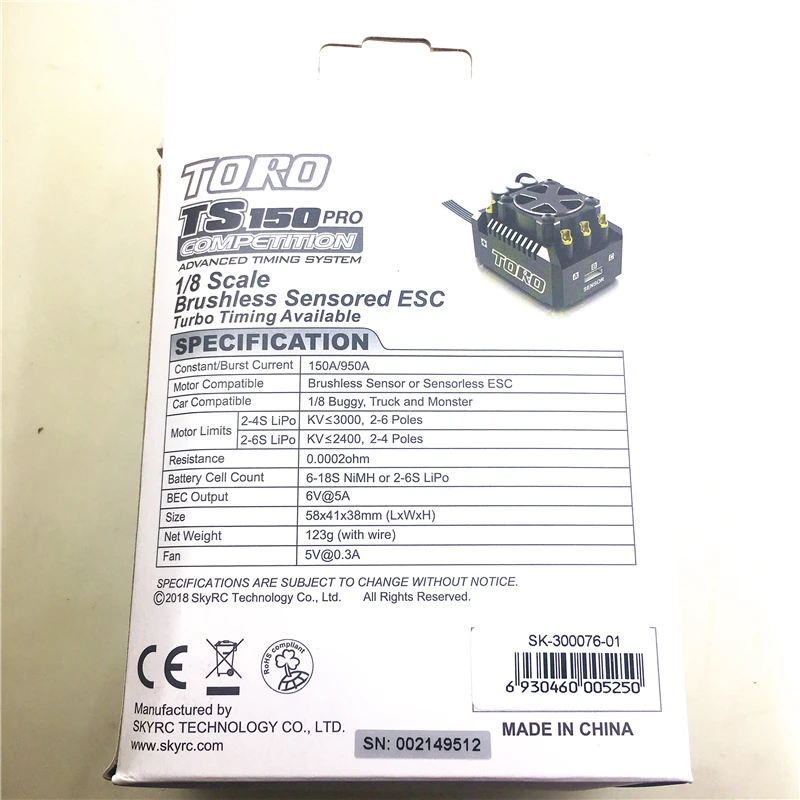 TORO
TS150 PRO
COMPETITION
ADVANCED TIMING SYSTEM
1/8 Scale
Brushless Sensored ESC
Turbo Timing Available
TORO
A B C
SENSOR
SPECIFICATION
Constant/Burst Current 150A/950A
Motor Compatible Brushless Sensor or Sensorless ESC
Car Compatible 1/8 Buggy, Truck and Monster
Motor Limits 2-4S LiPo KV≤3000, 2-6 Poles
2-6S LiPo KV≤2400, 2-4 Poles
Resistance 0.0002ohm
Battery Cell Count 6-18S NiMH or 2-6S LiPo
BEC Output 6V@5A
Size 58x41x38mm (LxWxH)
Net Weight 123g (with wire)
Fan 5V@0.3A
SPECIFICATIONS ARE SUBJECT TO CHANGE WITHOUT NOTICE.
©2018 SkyRC Technology Co., Ltd. All Rights Reserved.
CE
RoHS compliant
SK-300076-01
6 930460 005250
Manufactured by
SKYRC TECHNOLOGY CO., LTD.
www.skyrc.com
SN: 002149512
MADE IN CHINA